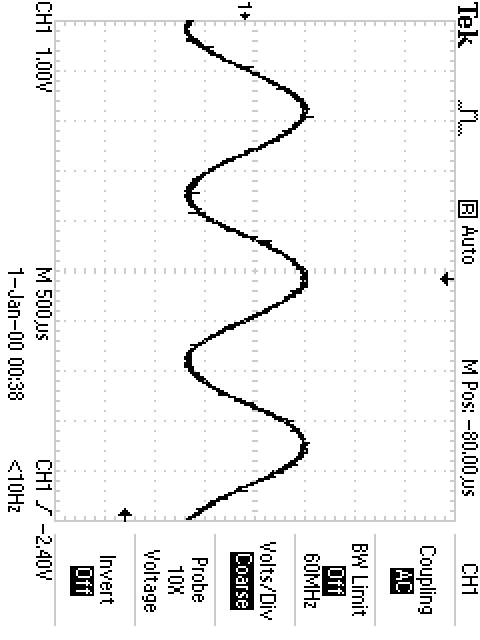 Tek
R Auto
M Pos: -80.00µs
CH1
Coupling
AC
BW Limit
Off
60MHz
Volts/Div
Coarse
Probe
10X
Voltage
Invert
Off
1
CH1 1.00V
M 500µs
CH1 / -2.40V
1-Jan-00 00:38
<10Hz